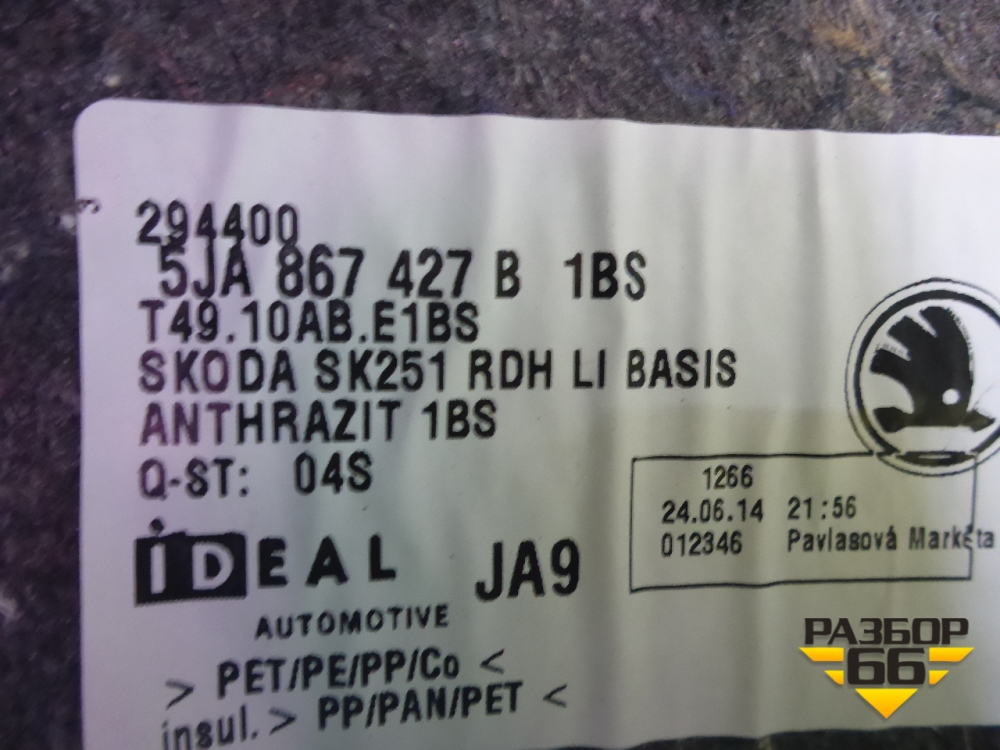 294400
5JA 867 427 B 1BS
T49.10AB.E1BS
SKODA SK251 RDH LI BASIS
ANTHRAZIT 1BS
Q-ST: 04S
1266
24.06.14 21:56
012346 Pavlasová Markéta
iDEAL JA9
AUTOMOTIVE
> PET/PE/PP/Co <
insul. > PP/PAN/PET <
РАЗБОР
66